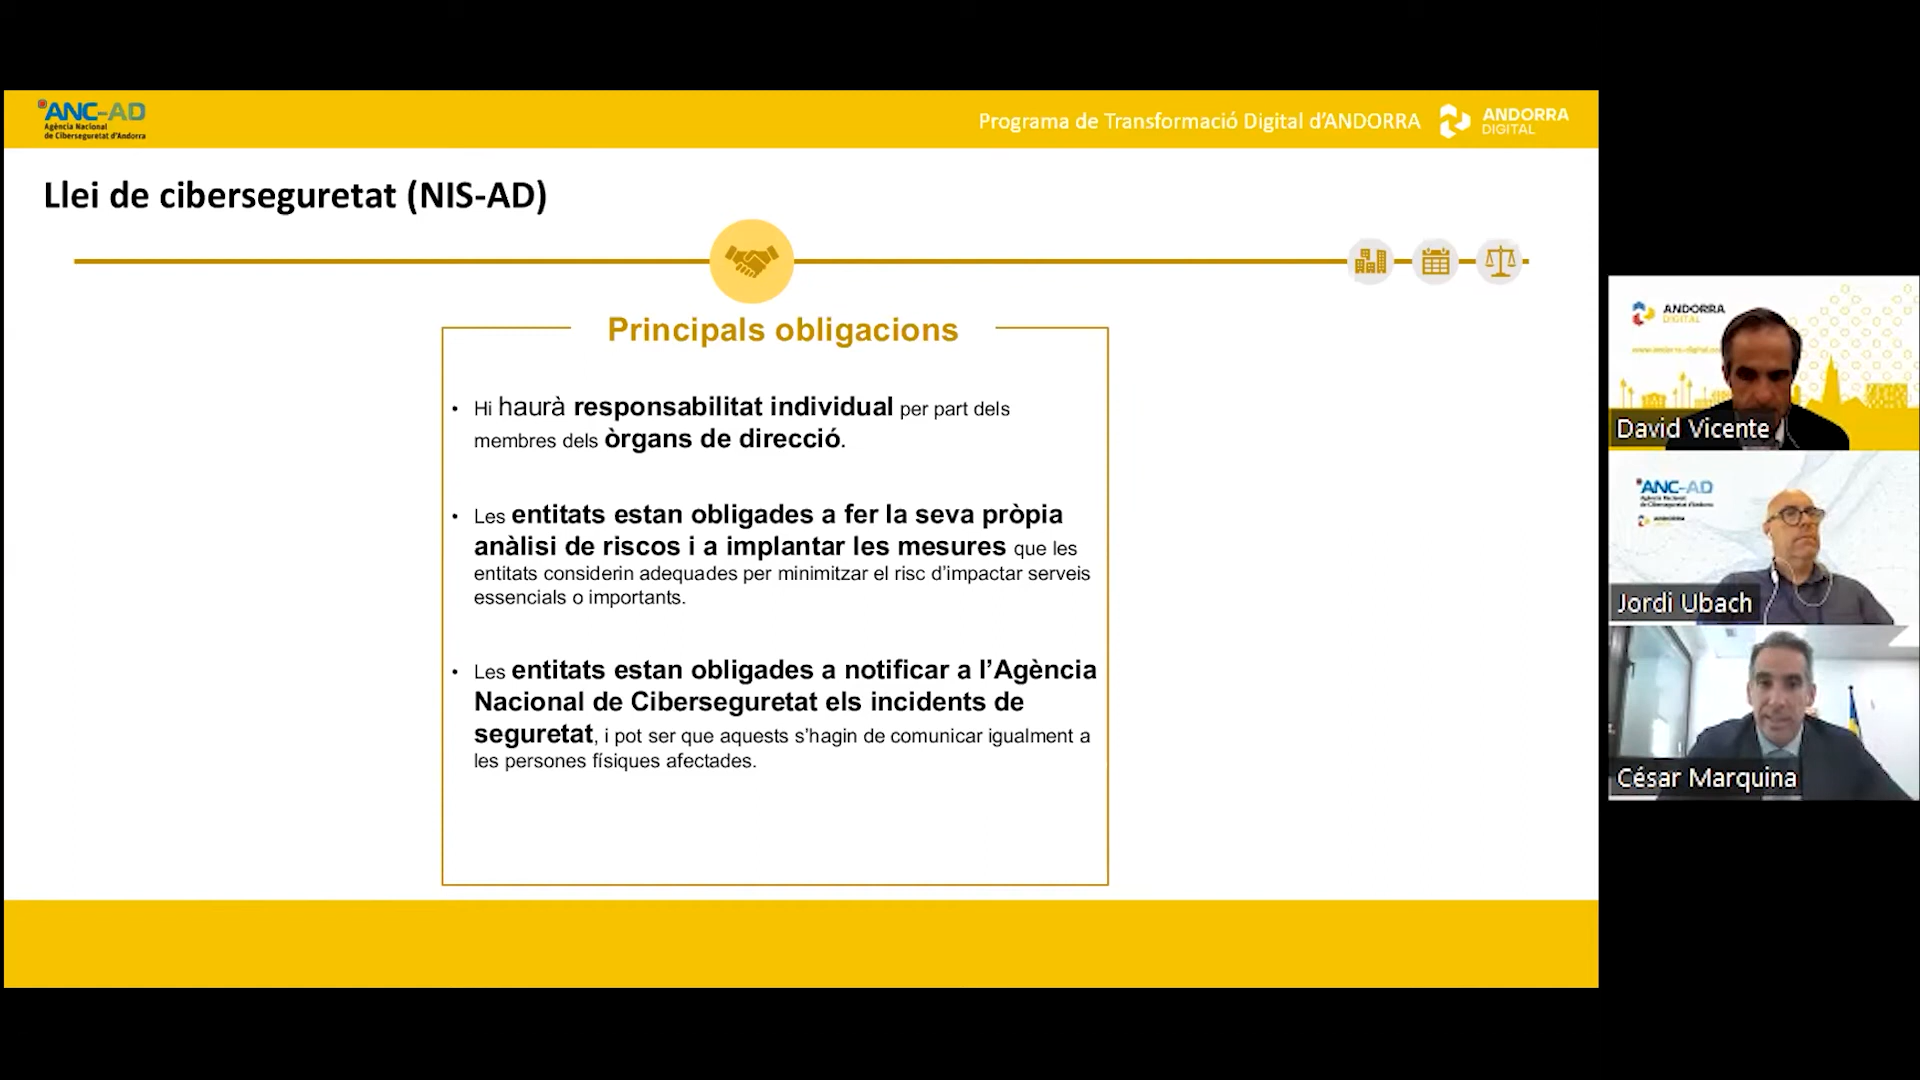 ANC-AD
Agència Nacional
de Ciberseguretat d'Andorra
Programa de Transformació Digital d'ANDORRA
ANDORRA
DIGITAL
Llei de ciberseguretat (NIS-AD)
Principals obligacions
• Hi haurà responsabilitat individual per part dels
membres dels òrgans de direcció.
• Les entitats estan obligades a fer la seva pròpia
anàlisi de riscos i a implantar les mesures que les
entitats considerin adequades per minimitzar el risc d’impactar serveis
essencials o importants.
• Les entitats estan obligades a notificar a l’Agència
Nacional de Ciberseguretat els incidents de
seguretat, i pot ser que aquests s’hagin de comunicar igualment a
les persones físiques afectades.
ANDORRA
DIGITAL
David Vicente
ANC-AD
Agència Nacional
de Ciberseguretat d'Andorra
Jordi Ubach
César Marquina